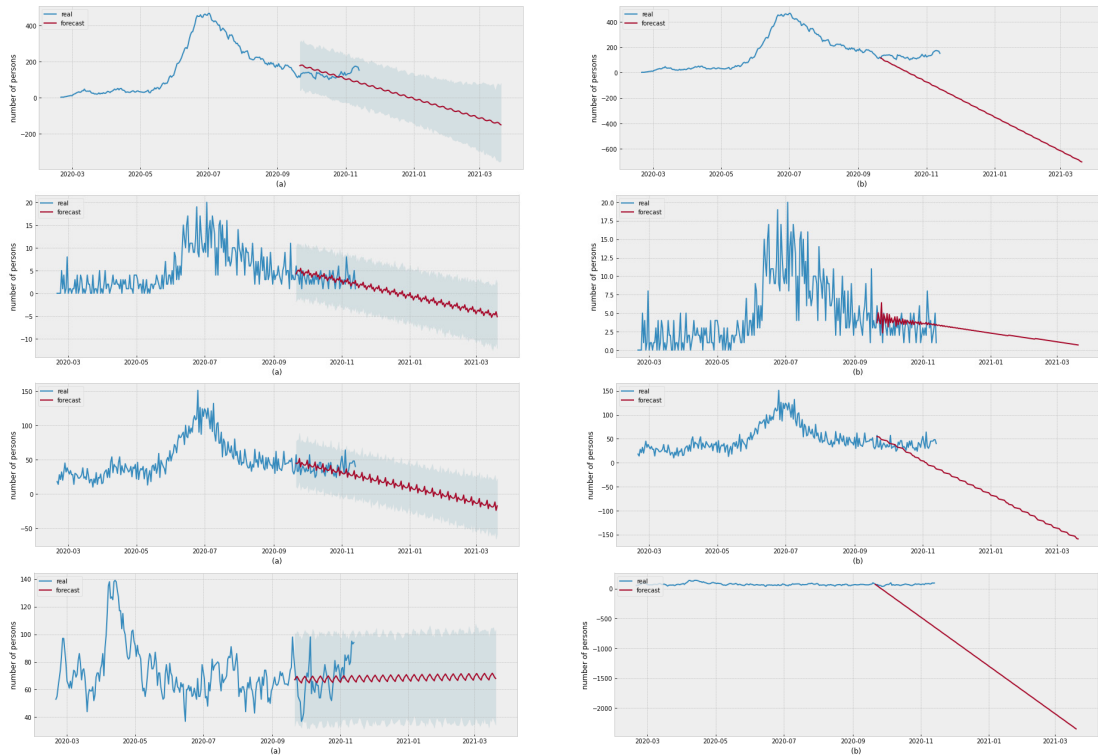 real
forecast
number of persons
400
200
0
−200
2020-03 2020-05 2020-07 2020-09 2020-11 2021-01 2021-03
(a)
real
forecast
number of persons
400
200
0
−200
−400
−600
2020-03 2020-05 2020-07 2020-09 2020-11 2021-01 2021-03
(b)
real
forecast
number of persons
20
15
10
5
0
−5
−10
2020-03 2020-05 2020-07 2020-09 2020-11 2021-01 2021-03
(a)
real
forecast
number of persons
20.0
17.5
15.0
12.5
10.0
7.5
5.0
2.5
0.0
2020-03 2020-05 2020-07 2020-09 2020-11 2021-01 2021-03
(b)
real
forecast
number of persons
150
100
50
0
−50
2020-03 2020-05 2020-07 2020-09 2020-11 2021-01 2021-03
(a)
real
forecast
number of persons
150
100
50
0
−50
−100
−150
2020-03 2020-05 2020-07 2020-09 2020-11 2021-01 2021-03
(b)
real
forecast
number of persons
140
120
100
80
60
40
2020-03 2020-05 2020-07 2020-09 2020-11 2021-01 2021-03
(a)
real
forecast
number of persons
0
−500
−1000
−1500
−2000
2020-03 2020-05 2020-07 2020-09 2020-11 2021-01 2021-03
(b)